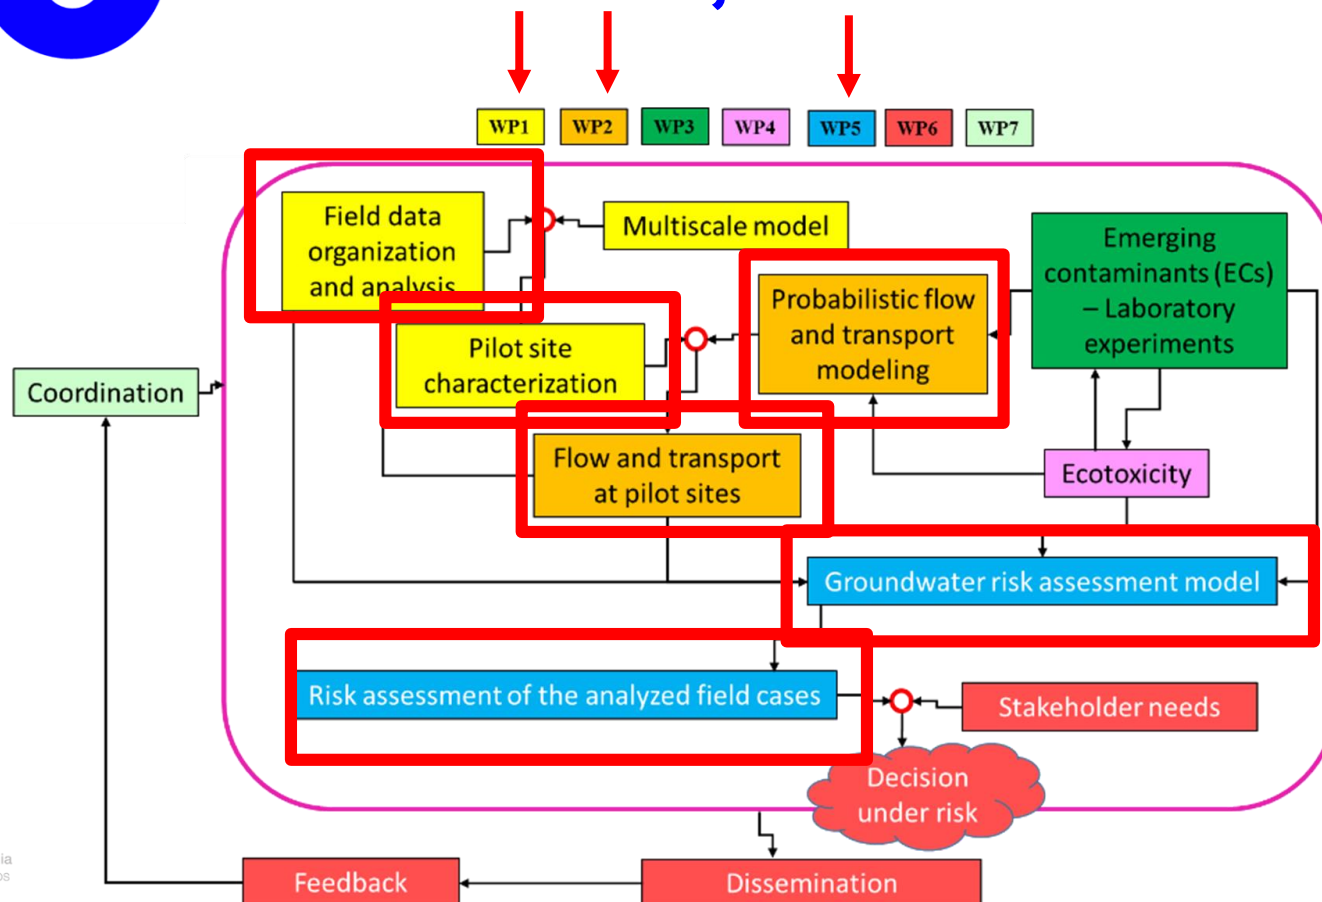 WP1 WP2 WP3 WP4 WP5 WP6 WP7
Field data
organization
and analysis
Multiscale model
Emerging
contaminants (ECs)
– Laboratory
experiments
Probabilistic flow
and transport
modeling
Pilot site
characterization
Coordination
Flow and transport
at pilot sites
Ecotoxicity
Groundwater risk assessment model
Risk assessment of the analyzed field cases
Stakeholder needs
Decision
under risk
Feedback
Dissemination